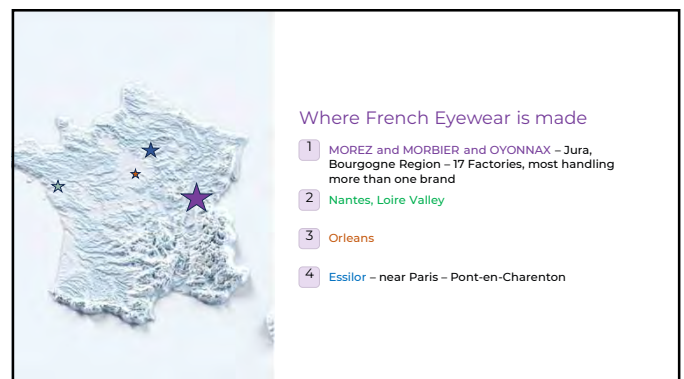 Where French Eyewear is made
1
MOREZ and MORBIER and OYONNAX – Jura,
Bourgogne Region – 17 Factories, most handling
more than one brand
2
Nantes, Loire Valley
3
Orleans
4
Essilor – near Paris – Pont-en-Charenton